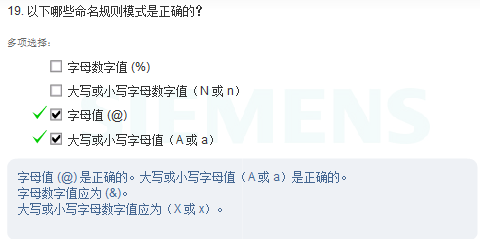 19. 以下哪些命名规则模式是正确的？
多项选择：
字母数字值 (%)
大写或小写字母数字值（N 或 n）
字母值 (@)
大写或小写字母值（A 或 a）
SIEMENS
字母值 (@) 是正确的。大写或小写字母值（A 或 a）是正确的。
字母数字值应为 (&)。
大写或小写字母数字值应为（X 或 x）。